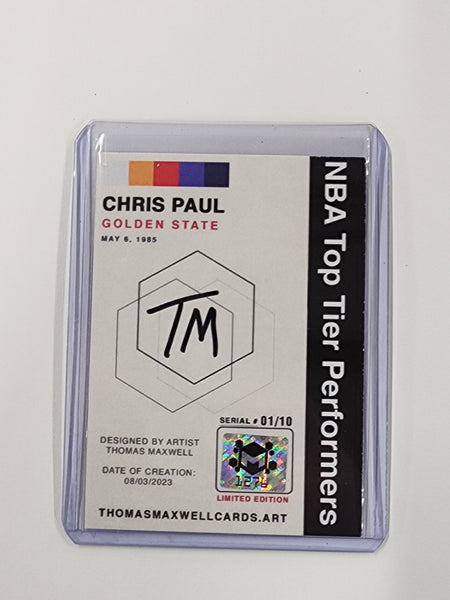 CHRIS PAUL
GOLDEN STATE
MAY 6, 1985
NBA Top Tier Performers
TM
SERIAL # 01/10
DESIGNED BY ARTIST
THOMAS MAXWELL
DATE OF CREATION:
08/03/2023
LIMITED EDITION
THOMASMAXWELLCARDS.ART